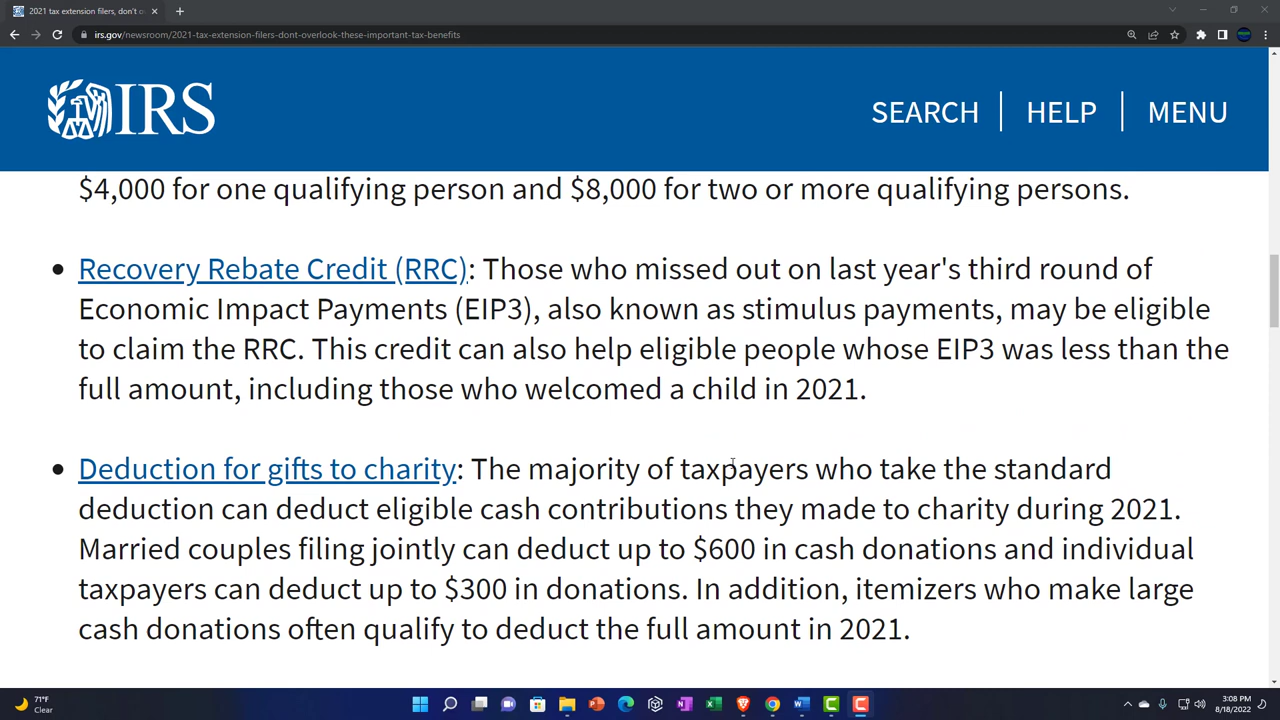 2021 tax extension filers, don't o
irs.gov/newsroom/2021-tax-extension-filers-dont-overlook-these-important-tax-benefits
IRS
SEARCH
HELP
MENU
$4,000 for one qualifying person and $8,000 for two or more qualifying persons.
Recovery Rebate Credit (RRC): Those who missed out on last year's third round of
Economic Impact Payments (EIP3), also known as stimulus payments, may be eligible
to claim the RRC. This credit can also help eligible people whose EIP3 was less than the
full amount, including those who welcomed a child in 2021.
Deduction for gifts to charity: The majority of taxpayers who take the standard
deduction can deduct eligible cash contributions they made to charity during 2021.
Married couples filing jointly can deduct up to $600 in cash donations and individual
taxpayers can deduct up to $300 in donations. In addition, itemizers who make large
cash donations often qualify to deduct the full amount in 2021.
71°F
Clear
3:08 PM
8/18/2022